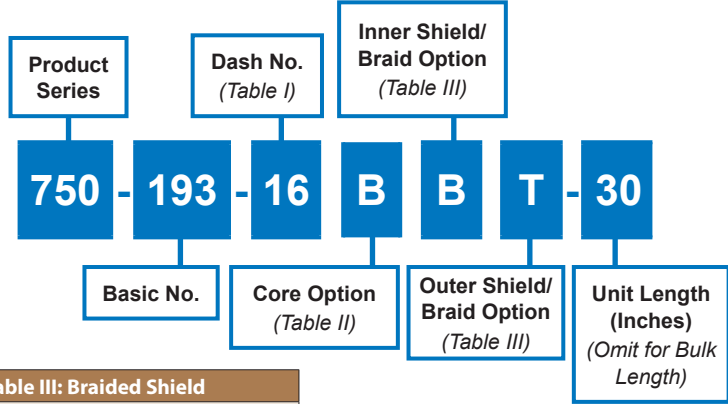 Product
Series
Dash No.
(Table I)
Inner Shield/
Braid Option
(Table III)
750 - 193 - 16 B B T - 30
Basic No.
Core Option
(Table II)
Outer Shield/
Braid Option
(Table III)
Unit Length
(Inches)
(Omit for Bulk
Length)
able III: Braided Shield